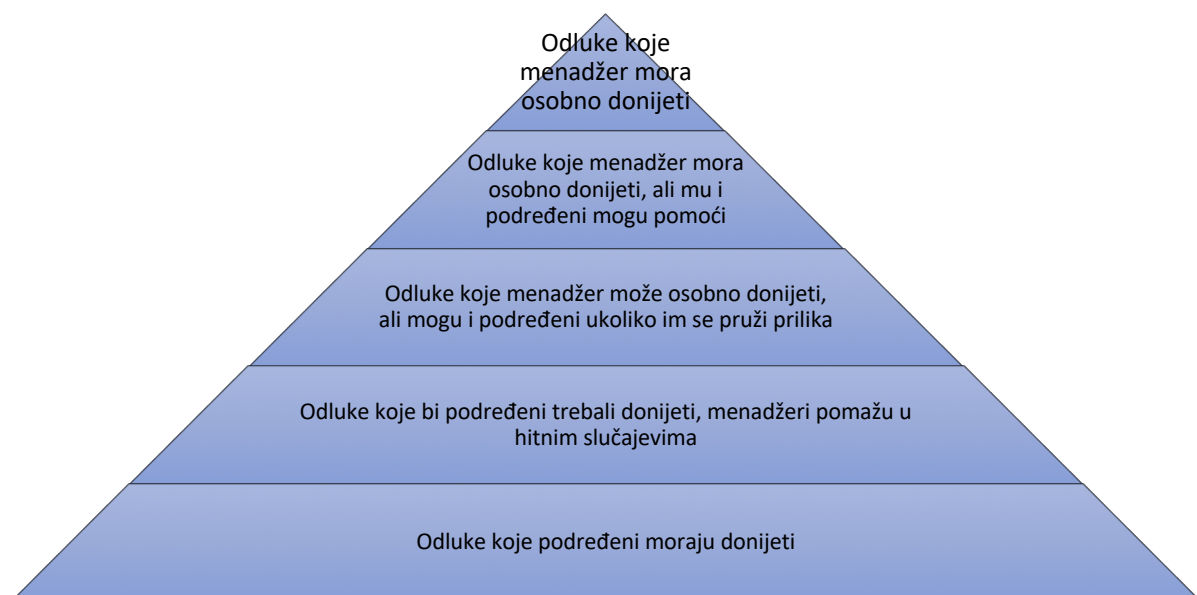 Odluke koje
menadžer mora
osobno donijeti
Odluke koje menadžer mora
osobno donijeti, ali mu i
podređeni mogu pomoći
Odluke koje menadžer može osobno donijeti,
ali mogu i podređeni ukoliko im se pruži prilika
Odluke koje bi podređeni trebali donijeti, menadžeri pomažu u
hitnim slučajevima
Odluke koje podređeni moraju donijeti